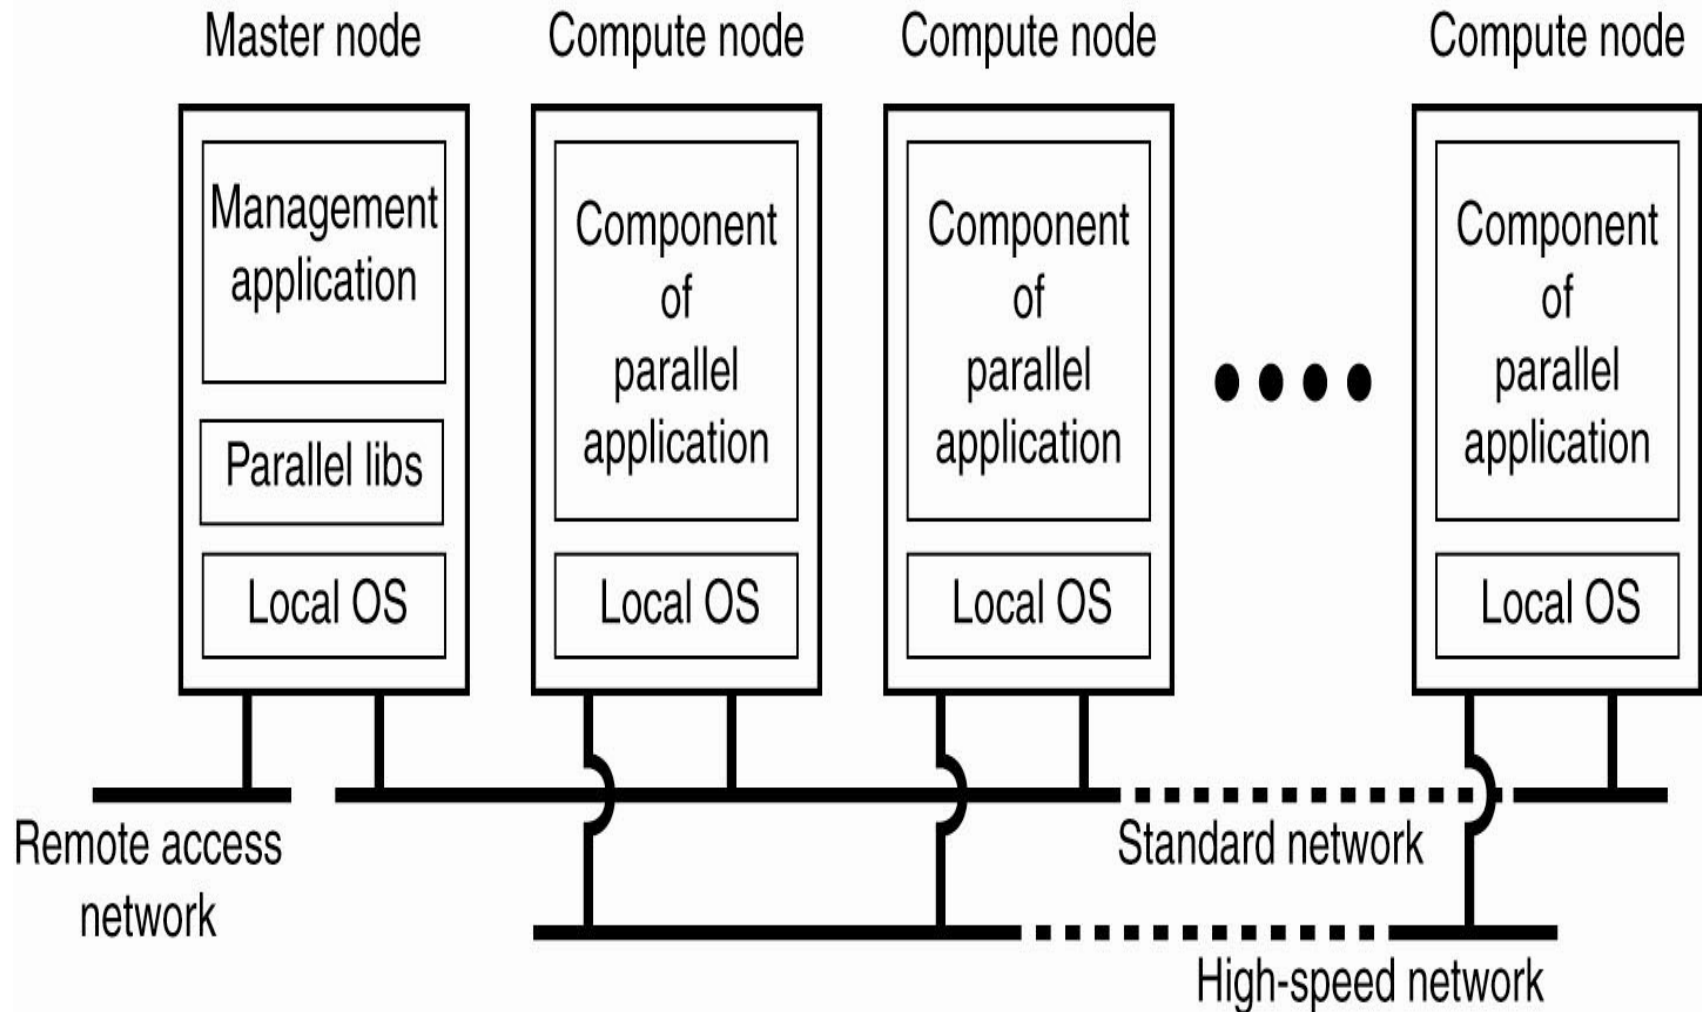 Master node
Compute node
Compute node
Compute node
Management
application
Parallel libs
Local OS
Component
of
parallel
application
Local OS
Component
of
parallel
application
Local OS
Component
of
parallel
application
Local OS
Remote access
network
Standard network
High-speed network